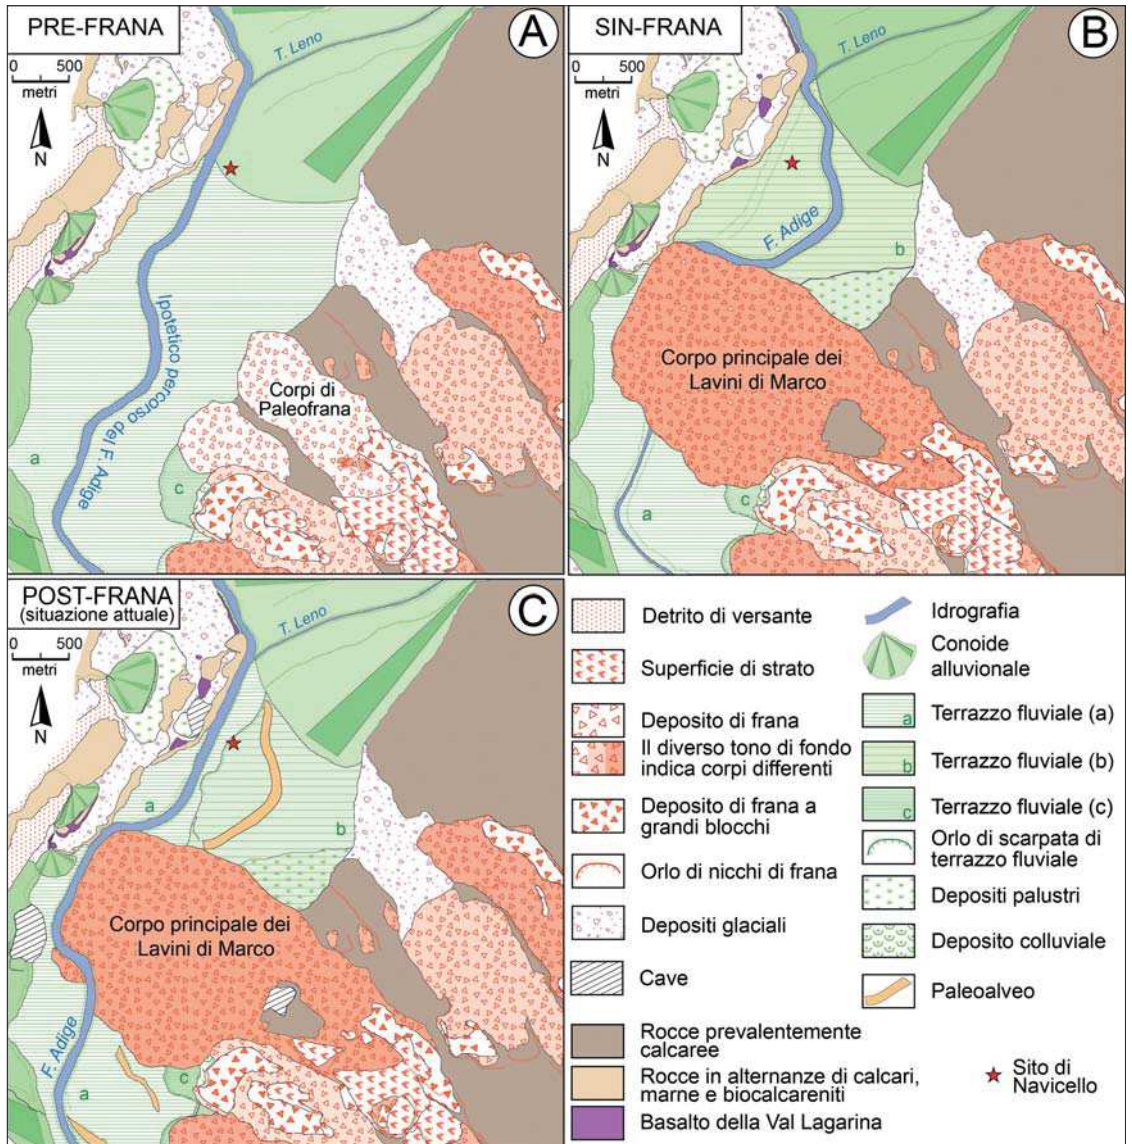 PRE-FRANA
A
0 500
metri
N
T. Leno
Ipotetico percorso del F. Adige
Corpi di
Paleofrana
a
c
SIN-FRANA
B
0 500
metri
N
T. Leno
F. Adige
b
Corpo principale dei
Lavini di Marco
a
c
POST-FRANA
(situazione attuale)
C
0 500
metri
N
T. Leno
a
b
Corpo principale dei
Lavini di Marco
F. Adige
a
c
Detrito di versante
Superficie di strato
Deposito di frana
Il diverso tono di fondo
indica corpi differenti
Deposito di frana a
grandi blocchi
Orlo di nicchi di frana
Depositi glaciali
Cave
Rocce prevalentemente
calcaree
Rocce in alternanze di calcari,
marne e biocalcareniti
Basalto della Val Lagarina
Idrografia
Conoide
alluvionale
a Terrazzo fluviale (a)
b Terrazzo fluviale (b)
c Terrazzo fluviale (c)
Orlo di scarpata di
terrazzo fluviale
Depositi palustri
Deposito colluviale
Paleoalveo
Sito di
Navicello